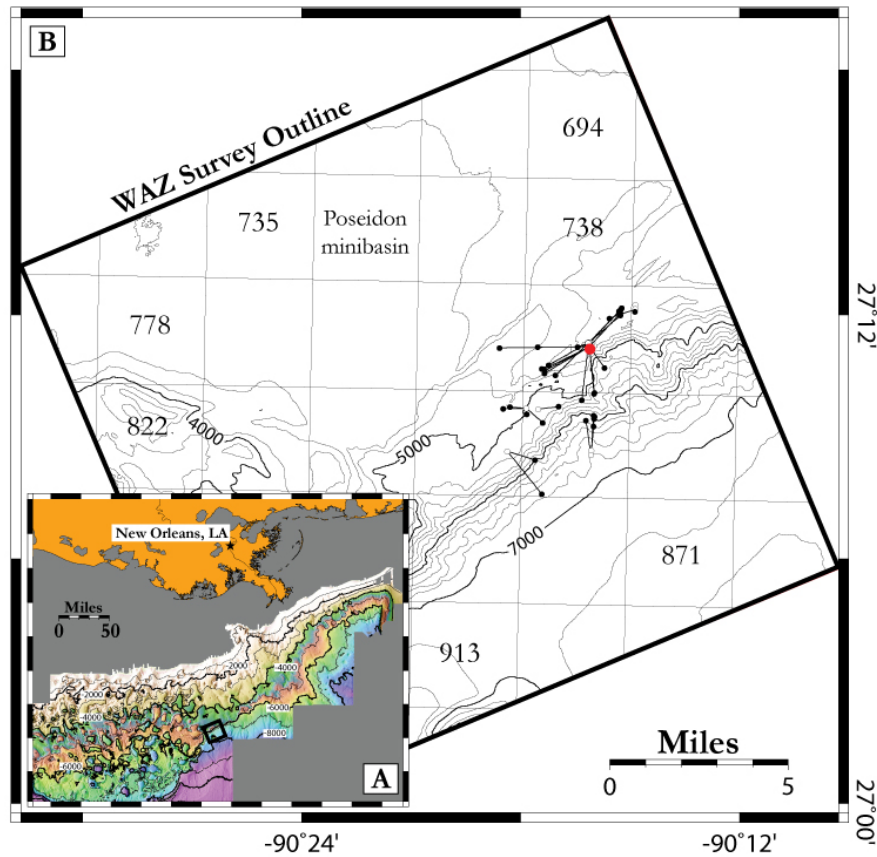 B
WAZ Survey Outline
694
735
Poseidon
minibasin
738
778
27°12'
822
4000
5000
7000
871
913
New Orleans, LA
Miles
0 50
-2000
-4000
2000
-4000
-6000
-8000
-6000
A
Miles
0 5
27°00'
-90°24'
-90°12'